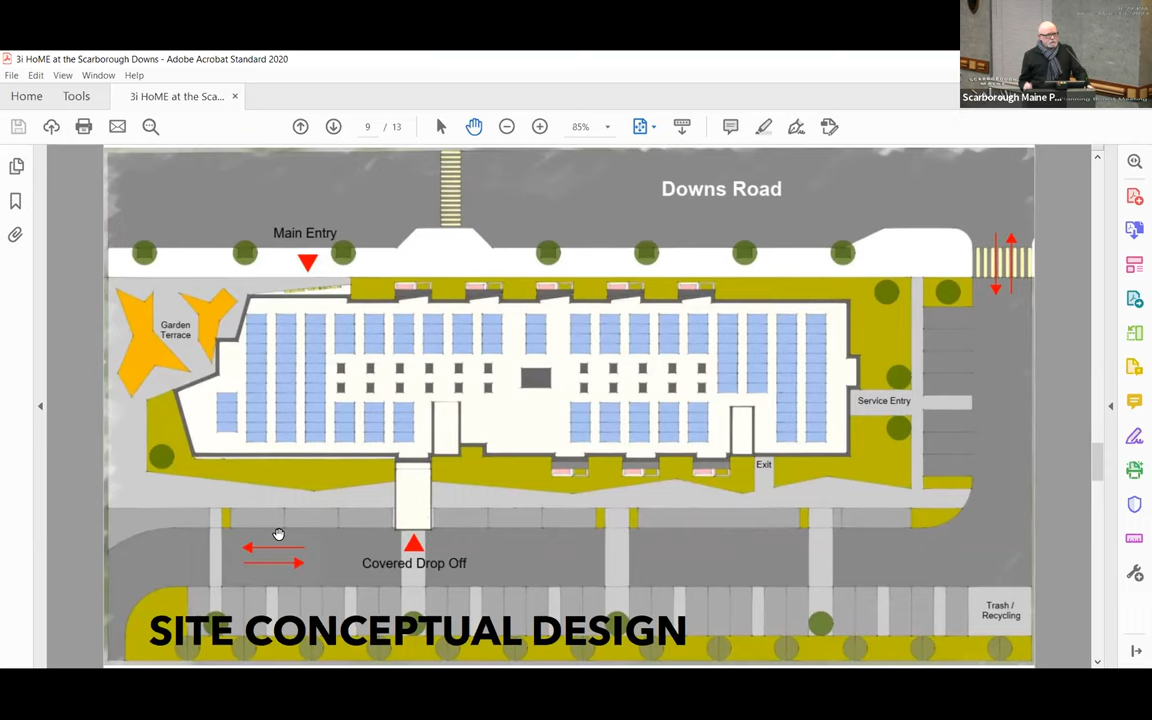 3i HoME at the Scarborough Downs - Adobe Acrobat Standard 2020
File Edit View Window Help
Home Tools 3i HoME at the Sca... ×
9 / 13 85%
Scarborough Maine P...
Downs Road
Main Entry
Garden
Terrace
Service Entry
Exit
Covered Drop Off
Trash /
Recycling
SITE CONCEPTUAL DESIGN